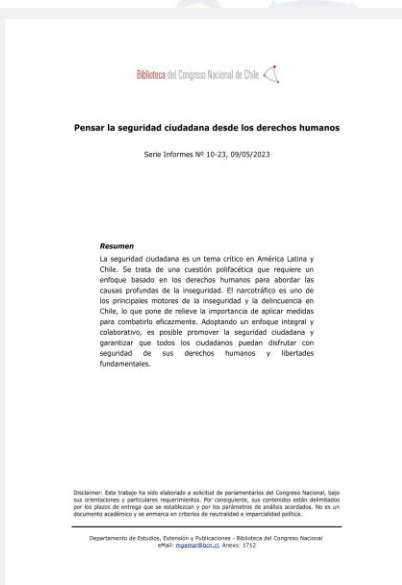 Biblioteca del Congreso Nacional de Chile
Pensar la seguridad ciudadana desde los derechos humanos
Serie Informes Nº 10-23, 09/05/2023
Resumen
La seguridad ciudadana es un tema crítico en América Latina y
Chile. Se trata de una cuestión polifacética que requiere un
enfoque basado en los derechos humanos para abordar las
causas profundas de la inseguridad. El narcotráfico es uno de
los principales motores de la inseguridad y la delincuencia en
Chile, lo que pone de relieve la importancia de aplicar medidas
para combatirlo eficazmente. Adoptando un enfoque integral y
colaborativo, es posible promover la seguridad ciudadana y
garantizar que todos los ciudadanos puedan disfrutar con
seguridad de sus derechos humanos y libertades
fundamentales.
Disclaimer: Este trabajo ha sido elaborado a solicitud de parlamentarios del Congreso Nacional, bajo
sus orientaciones y particulares requerimientos. Por consiguiente, sus contenidos están delimitados
por los plazos de entrega que se establezcan y por los parámetros de análisis acordados. No es un
documento académico y se enmarca en criterios de neutralidad e imparcialidad política.
Departamento de Estudios, Extensión y Publicaciones - Biblioteca del Congreso Nacional
eMail: mgamar@bcn.cl, Anexo: 1712